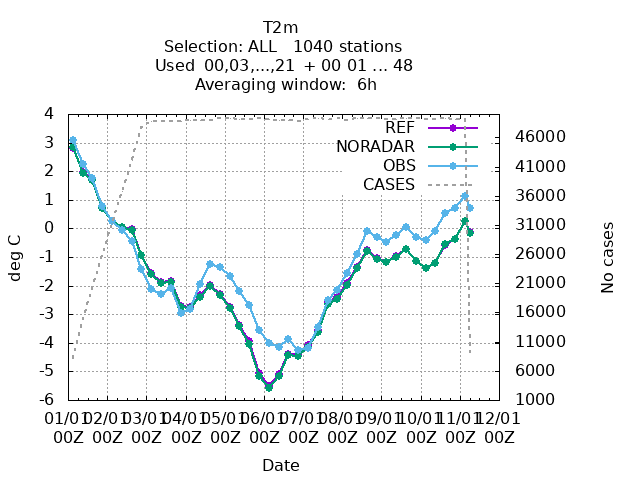 T2m
Selection: ALL   1040 stations
Used  00,03,...,21  + 00 01 ... 48
Averaging window:  6h
4
3
2
1
0
-1
-2
-3
-4
-5
-6
deg C
REF
NORADAR
OBS
CASES
46000
41000
36000
31000
26000
21000
16000
11000
6000
1000
No cases
01/01 02/01 03/01 04/01 05/01 06/01 07/01 08/01 09/01 10/01 11/01 12/01
00Z 00Z 00Z 00Z 00Z 00Z 00Z 00Z 00Z 00Z 00Z 00Z
Date